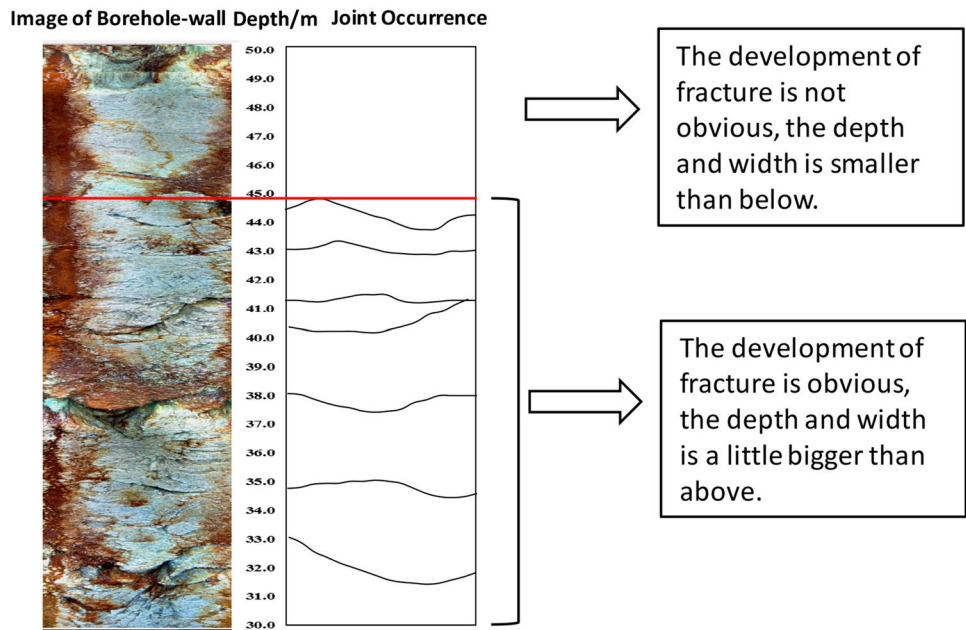 Image of Borehole-wall Depth/m Joint Occurrence
50.0
49.0
48.0
47.0
46.0
45.0
44.0
43.0
42.0
41.0
40.0
39.0
38.0
37.0
36.0
35.0
34.0
33.0
32.0
31.0
30.0
The development of
fracture is not
obvious, the depth
and width is smaller
than below.
The development of
fracture is obvious,
the depth and width
is a little bigger than
above.